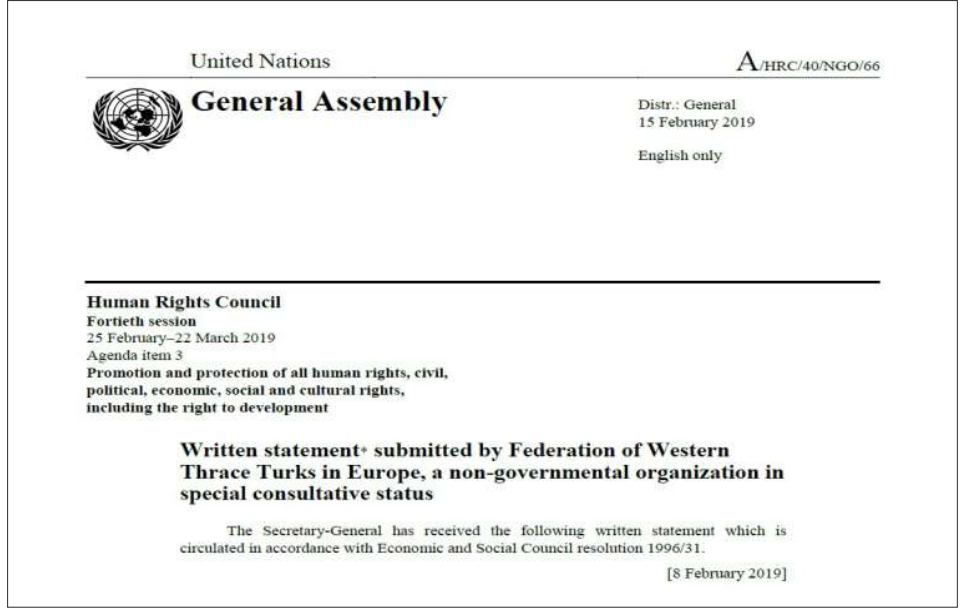 United Nations
A/HRC/40/NGO/66
General Assembly
Distr.: General
15 February 2019
English only
Human Rights Council
Fortieth session
25 February–22 March 2019
Agenda item 3
Promotion and protection of all human rights, civil,
political, economic, social and cultural rights,
including the right to development
Written statement* submitted by Federation of Western
Thrace Turks in Europe, a non-governmental organization in
special consultative status
The Secretary-General has received the following written statement which is
circulated in accordance with Economic and Social Council resolution 1996/31.
[8 February 2019]